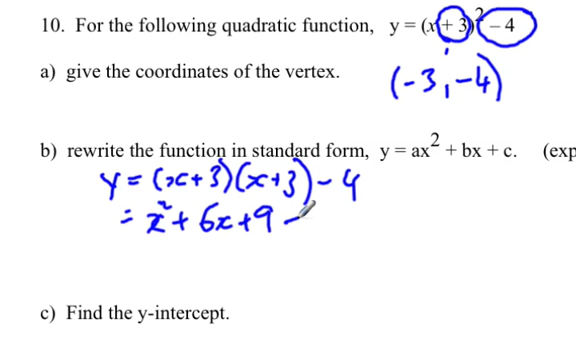 10. For the following quadratic function, y = (x + 3)² – 4
a) give the coordinates of the vertex.
(-3, -4)
b) rewrite the function in standard form, y = ax² + bx + c. (exp
y = (x+3)(x+3) - 4
= x² + 6x + 9 -
c) Find the y-intercept.